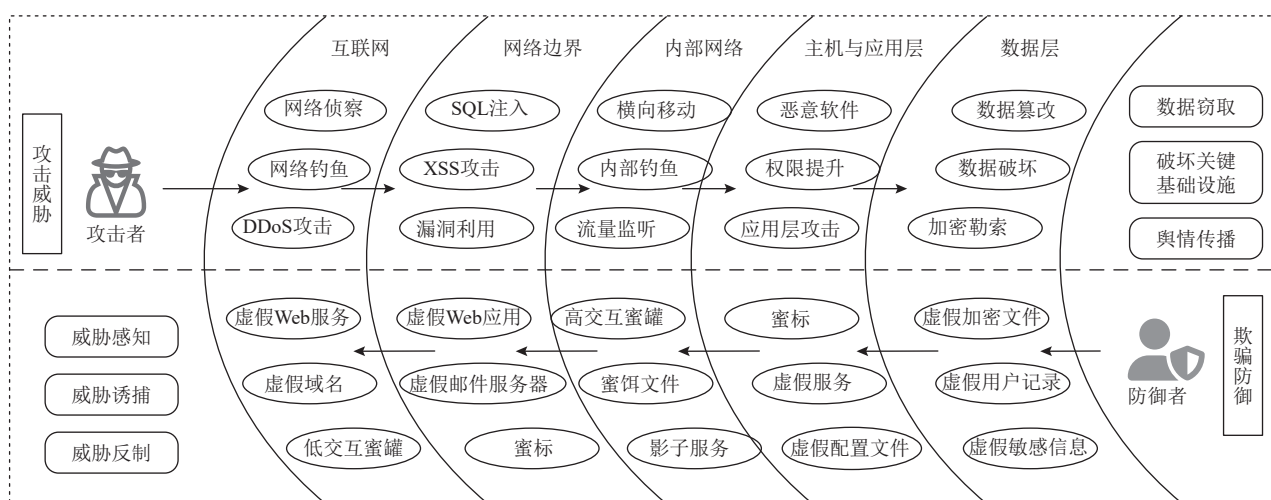 互联网
网络边界
内部网络
主机与应用层
数据层
攻击威胁
攻击者
网络侦察
网络钓鱼
DDoS攻击
SQL注入
XSS攻击
漏洞利用
横向移动
内部钓鱼
流量监听
恶意软件
权限提升
应用层攻击
数据篡改
数据破坏
加密勒索
数据窃取
破坏关键
基础设施
舆情传播
威胁感知
威胁诱捕
威胁反制
虚假Web服务
虚假域名
低交互蜜罐
虚假Web应用
虚假邮件服务器
蜜标
高交互蜜罐
蜜饵文件
影子服务
蜜标
虚假服务
虚假配置文件
虚假加密文件
虚假用户记录
虚假敏感信息
防御者
欺骗防御